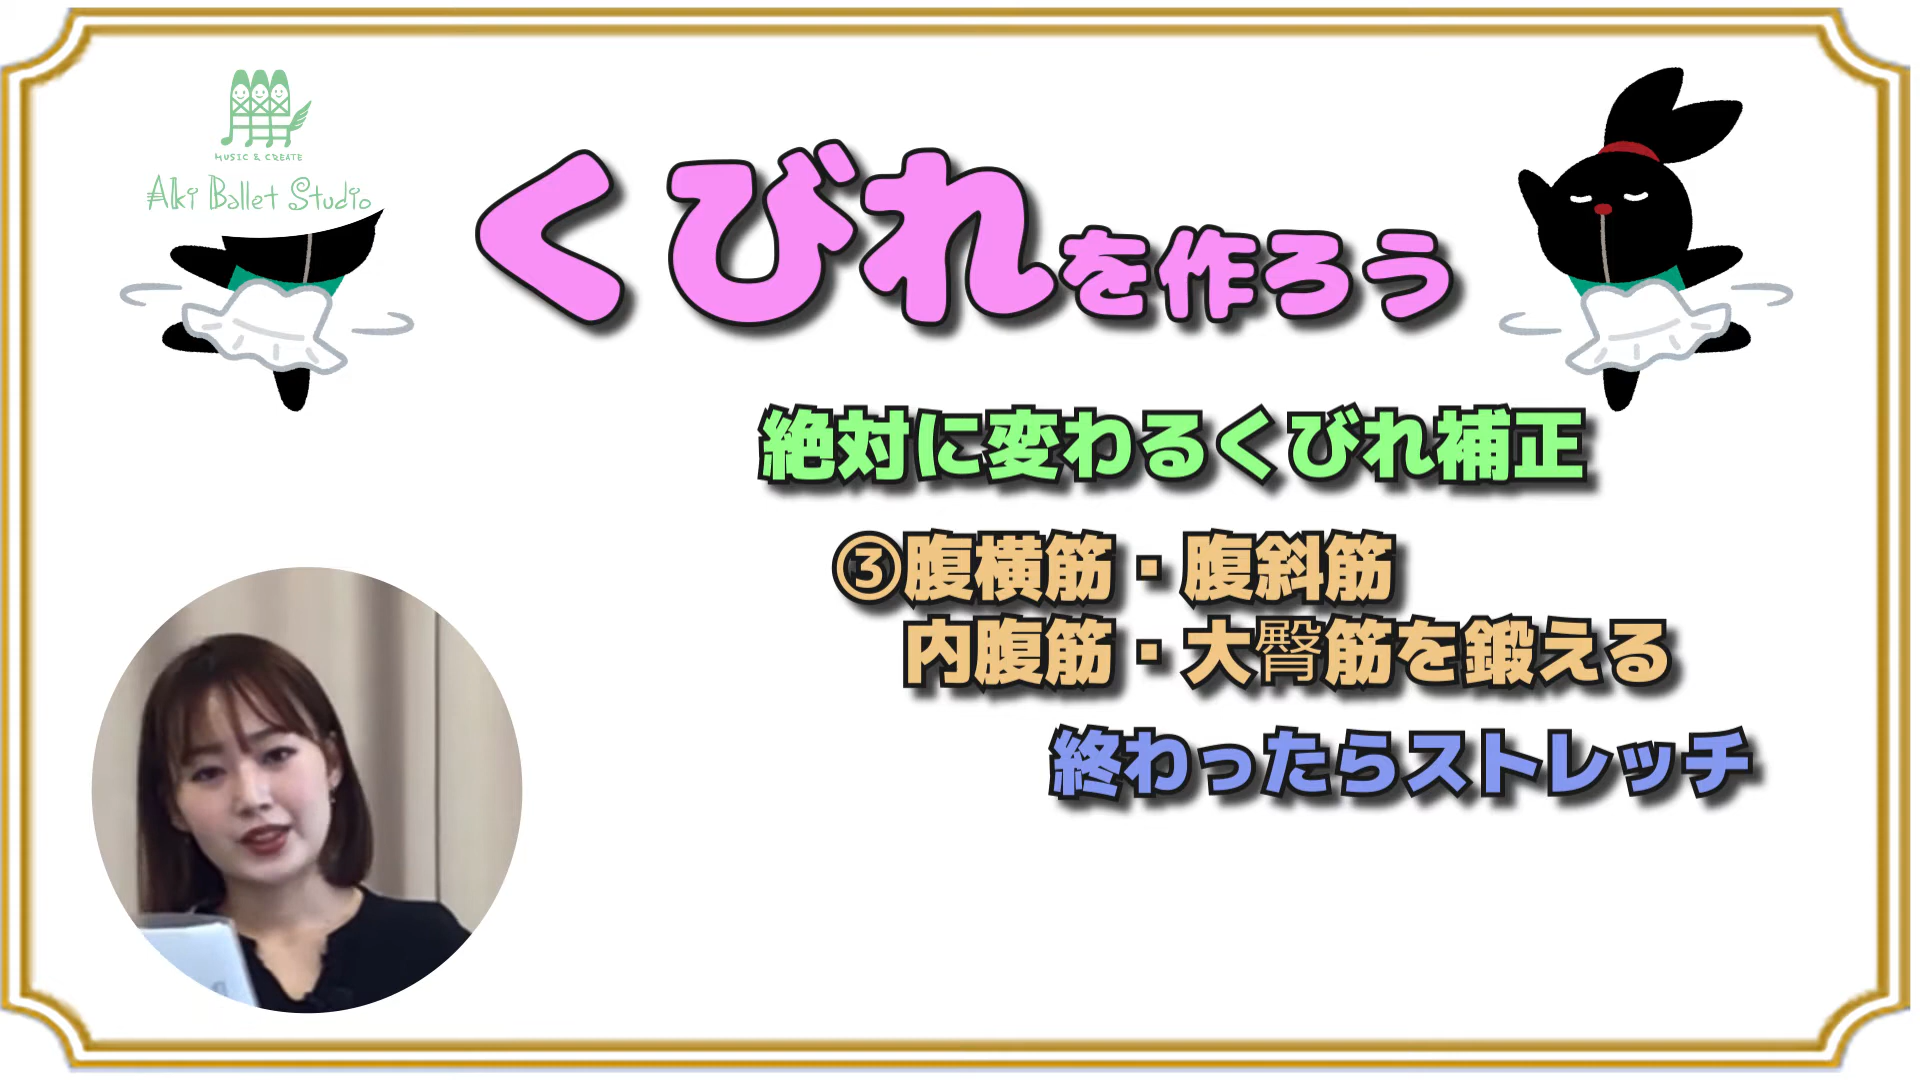 MUSIC & CREATE
Aki Ballet Studio
くびれを作ろう
絶対に変わるくびれ補正
③腹横筋・腹斜筋
内腹筋・大臀筋を鍛える
終わったらストレッチ